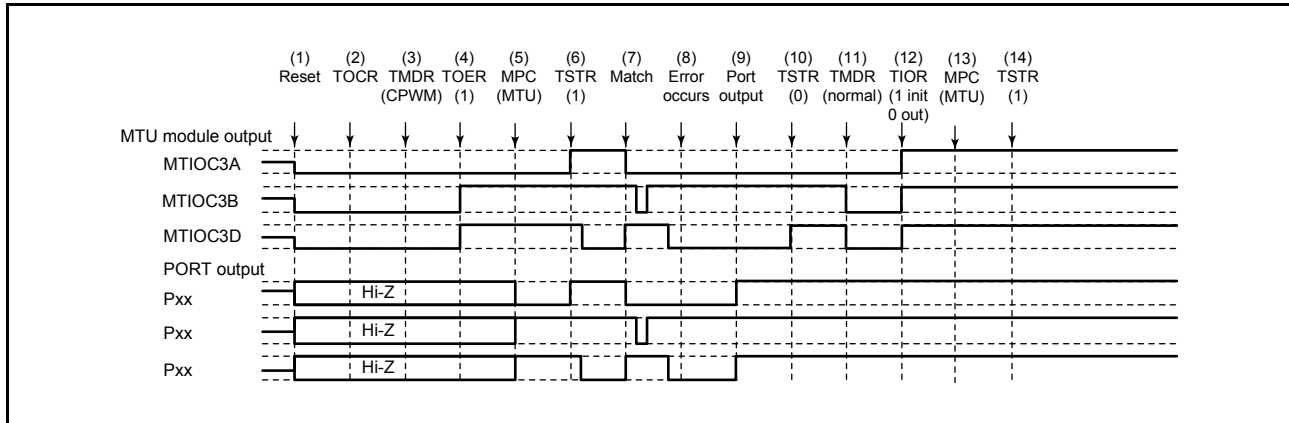 (1) (2) (3) (4) (5) (6) (7) (8) (9) (10) (11) (12) (13) (14)
Reset TOCR TMDR TOER MPC TSTR Match Error Port TSTR TMDR TIOR MPC TSTR
(CPWM) (1) (MTU) (1) occurs output (0) (normal) (1 init (MTU) (1)
0 out)
MTU module output
MTIOC3A
MTIOC3B
MTIOC3D
PORT output
Pxx Hi-Z
Pxx Hi-Z
Pxx Hi-Z